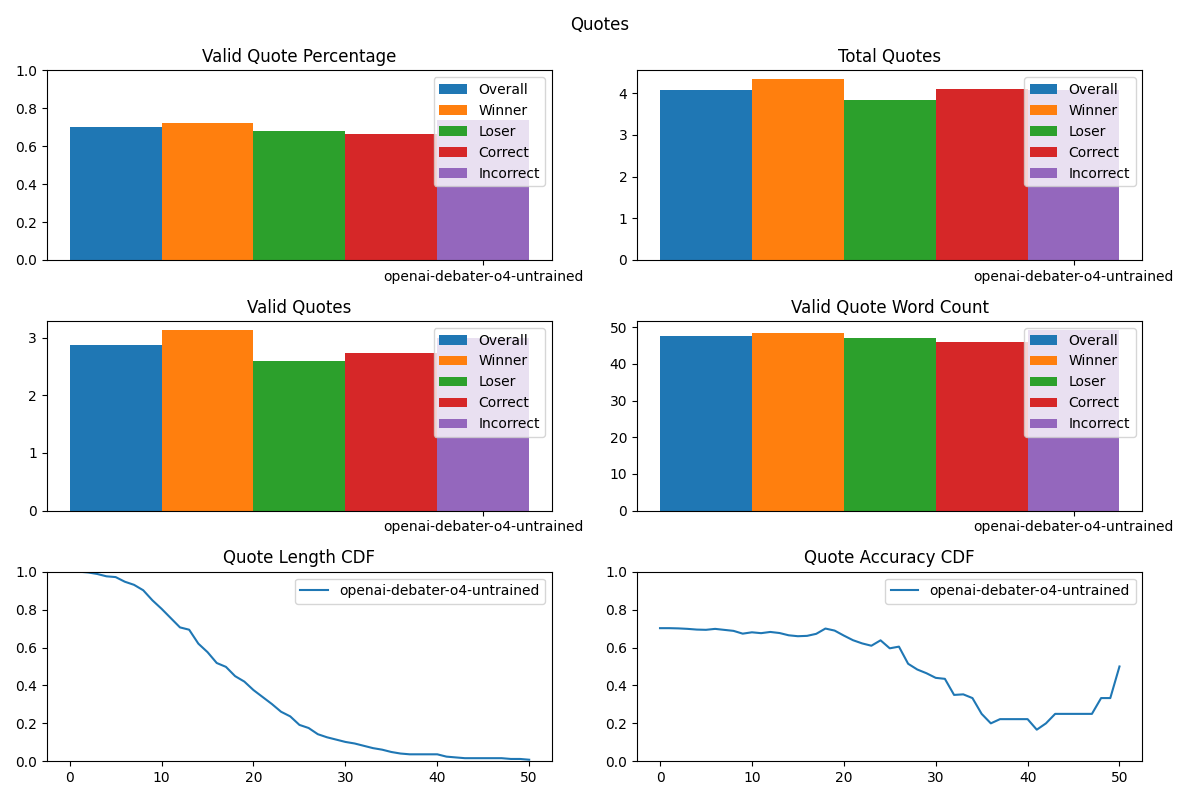 Quotes
Valid Quote Percentage
1.0
0.8
0.6
0.4
0.2
0.0
Overall
Winner
Loser
Correct
Incorrect
openai-debater-o4-untrained
Total Quotes
4
3
2
1
0
Overall
Winner
Loser
Correct
Incorrect
openai-debater-o4-untrained
Valid Quotes
3
2
1
0
Overall
Winner
Loser
Correct
Incorrect
openai-debater-o4-untrained
Valid Quote Word Count
50
40
30
20
10
0
Overall
Winner
Loser
Correct
Incorrect
openai-debater-o4-untrained
Quote Length CDF
1.0
0.8
0.6
0.4
0.2
0.0
openai-debater-o4-untrained
0 10 20 30 40 50
Quote Accuracy CDF
1.0
0.8
0.6
0.4
0.2
0.0
openai-debater-o4-untrained
0 10 20 30 40 50